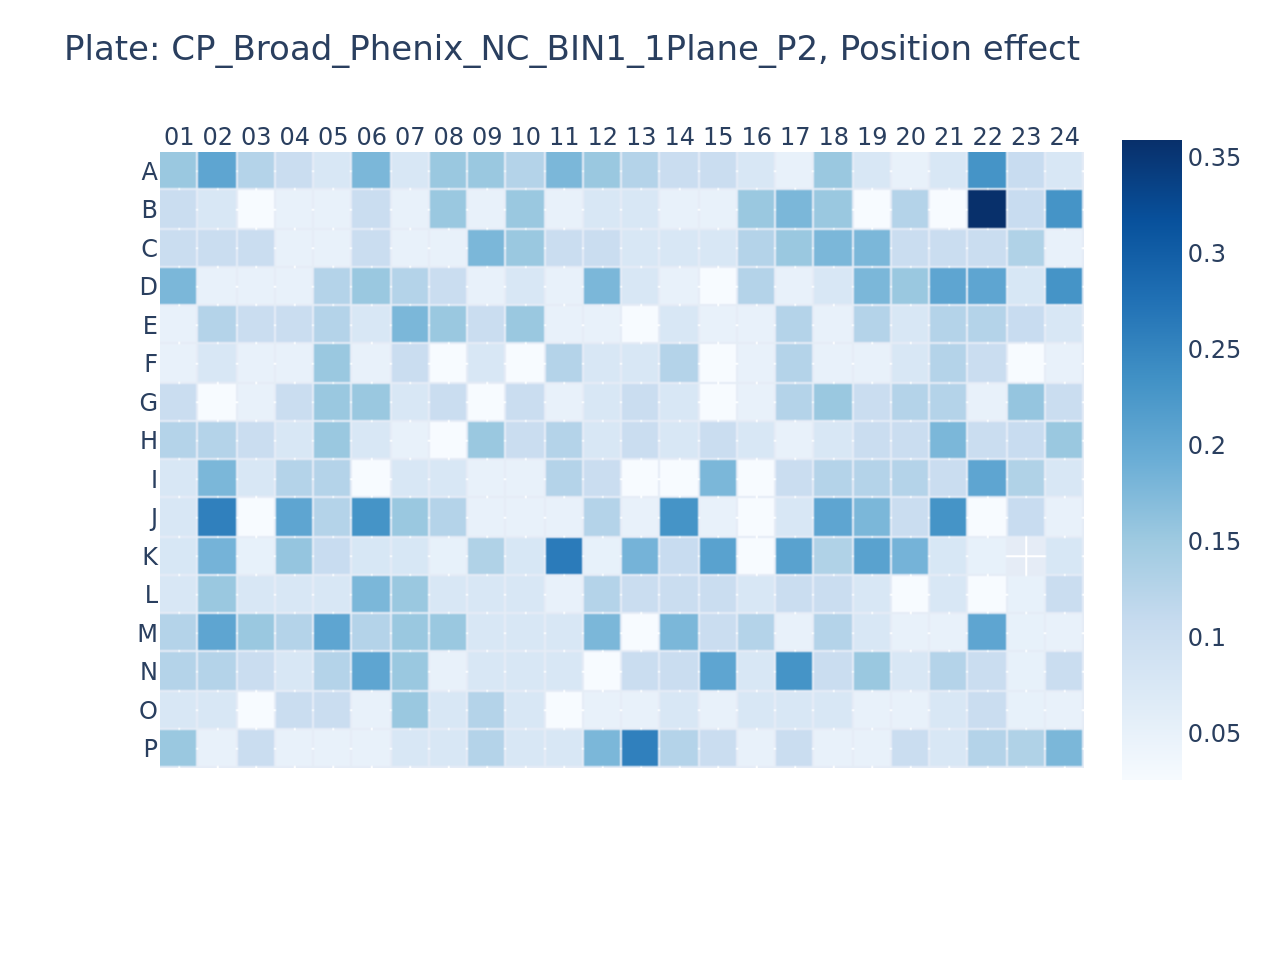 Plate: CP_Broad_Phenix_NC_BIN1_1Plane_P2, Position effect
01 02 03 04 05 06 07 08 09 10 11 12 13 14 15 16 17 18 19 20 21 22 23 24
A
B
C
D
E
F
G
H
I
J
K
L
M
N
O
P
0.35
0.3
0.25
0.2
0.15
0.1
0.05